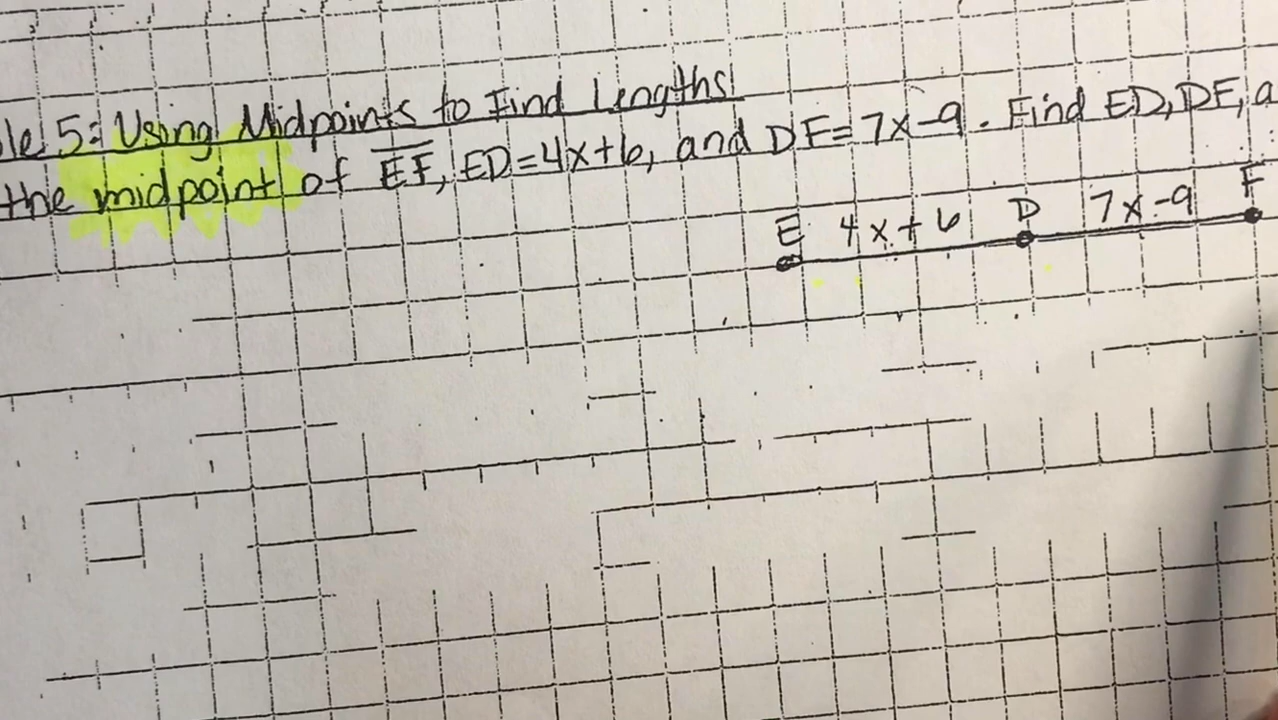 le 5: Using Midpoints to Find Lengths
the midpoint of EF, ED=4x+6, and DF=7x-9. Find ED, DF, a
E 4x+6 D 7x-9 F